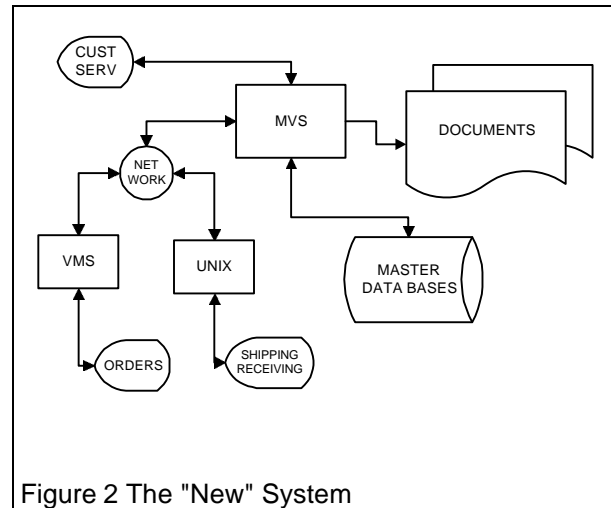 CUST
SERV
MVS
DOCUMENTS
NET
WORK
VMS
UNIX
MASTER
DATA BASES
ORDERS
SHIPPING
RECEIVING
Figure 2 The "New" System